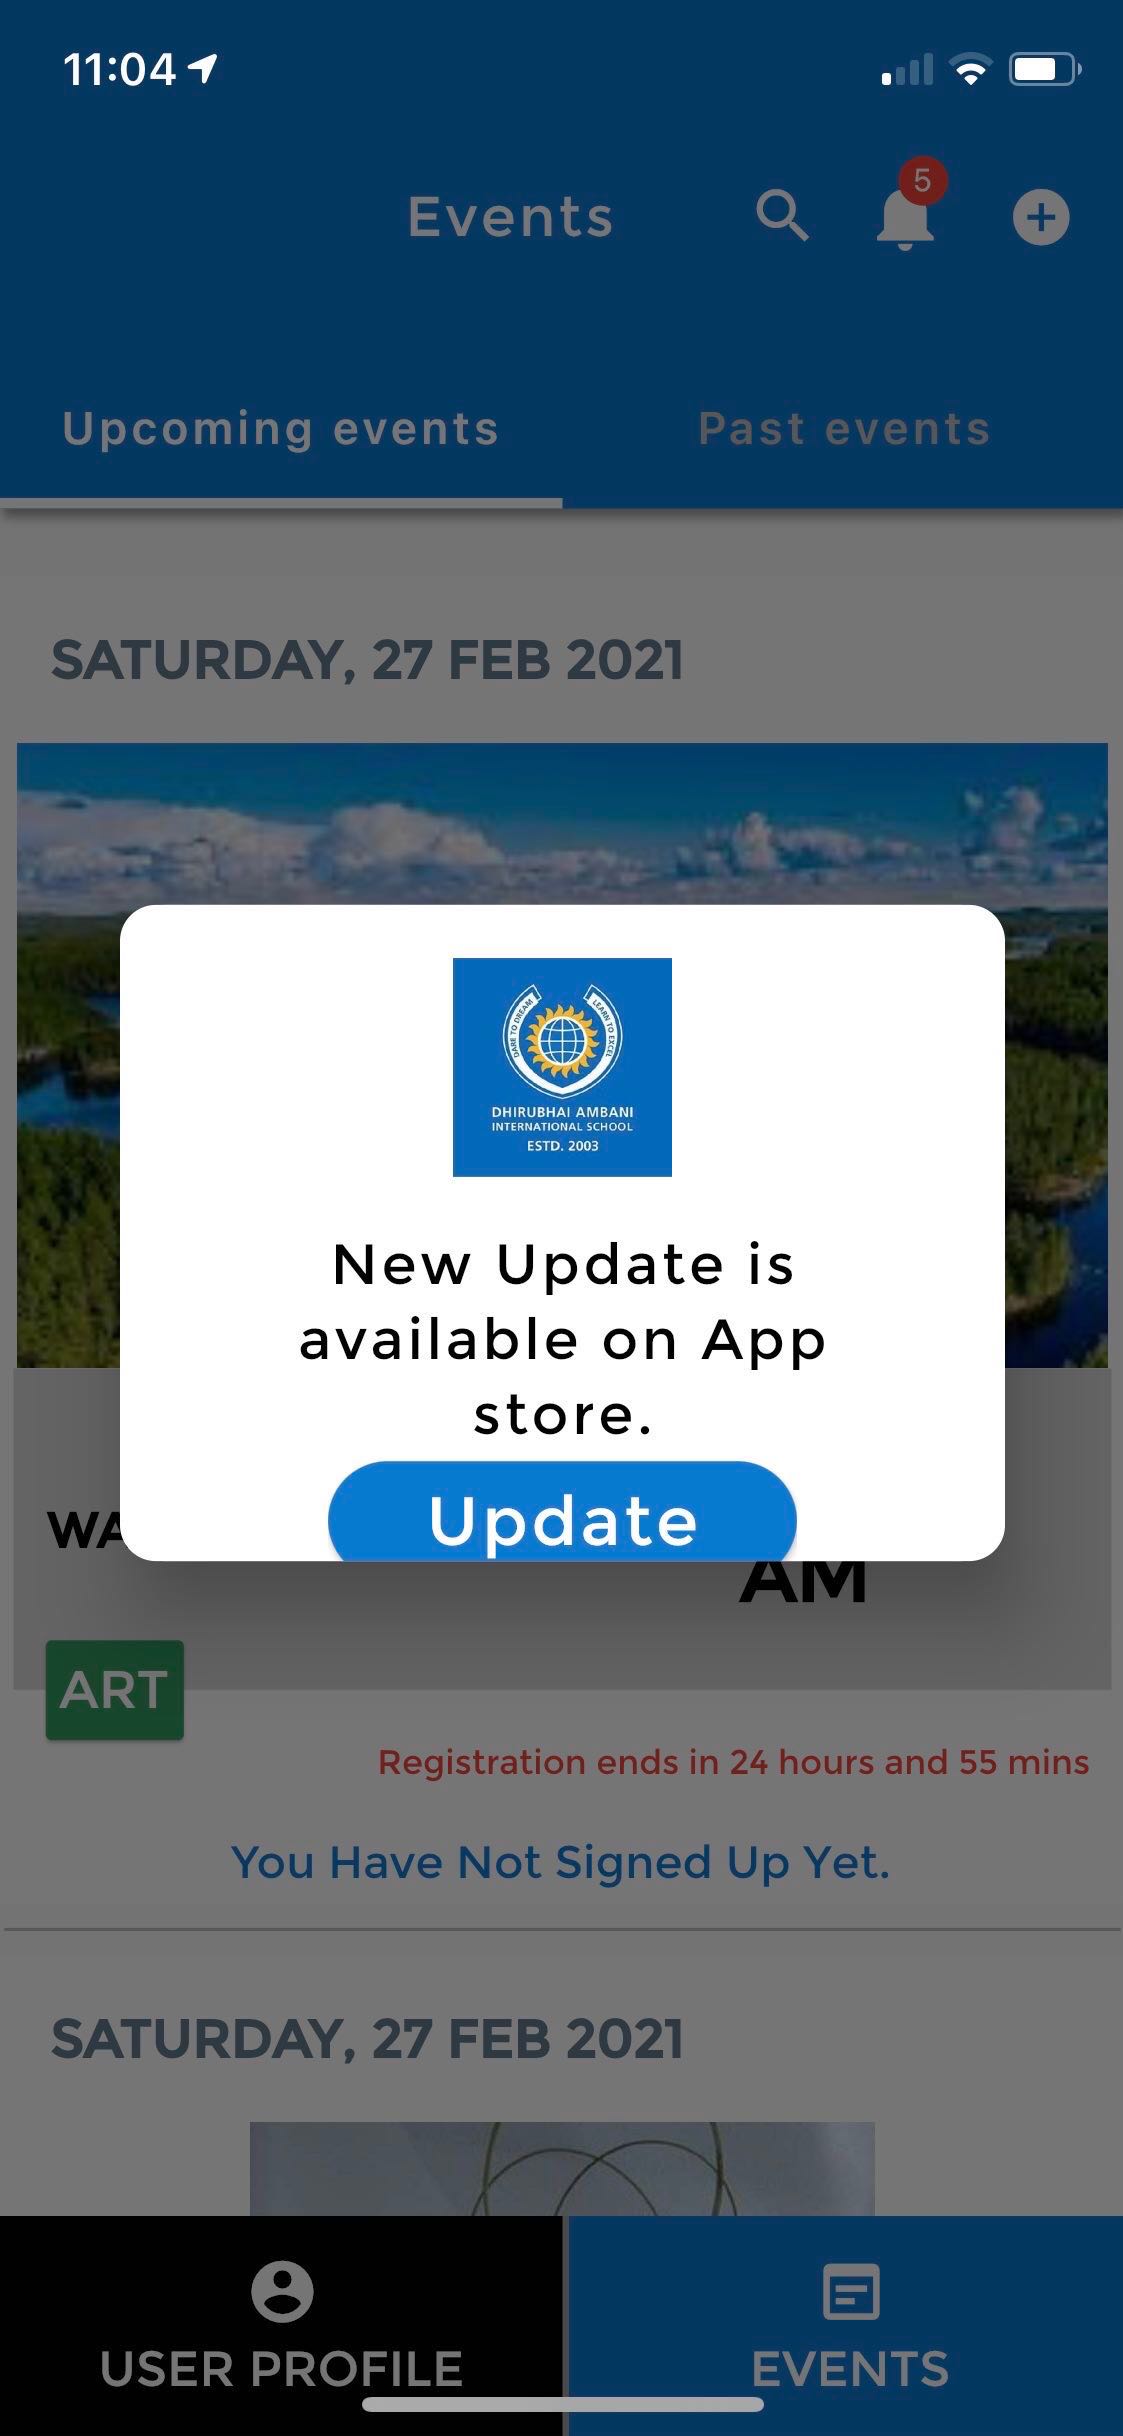 11:04
5
Events
Upcoming events
Past events
SATURDAY, 27 FEB 2021
DARE TO DREAM
LEARN TO EXCEL
DHIRUBHAI AMBANI
INTERNATIONAL SCHOOL
ESTD. 2003
New Update is
available on App
store.
Update
WA
AM
ART
Registration ends in 24 hours and 55 mins
You Have Not Signed Up Yet.
SATURDAY, 27 FEB 2021
USER PROFILE
EVENTS